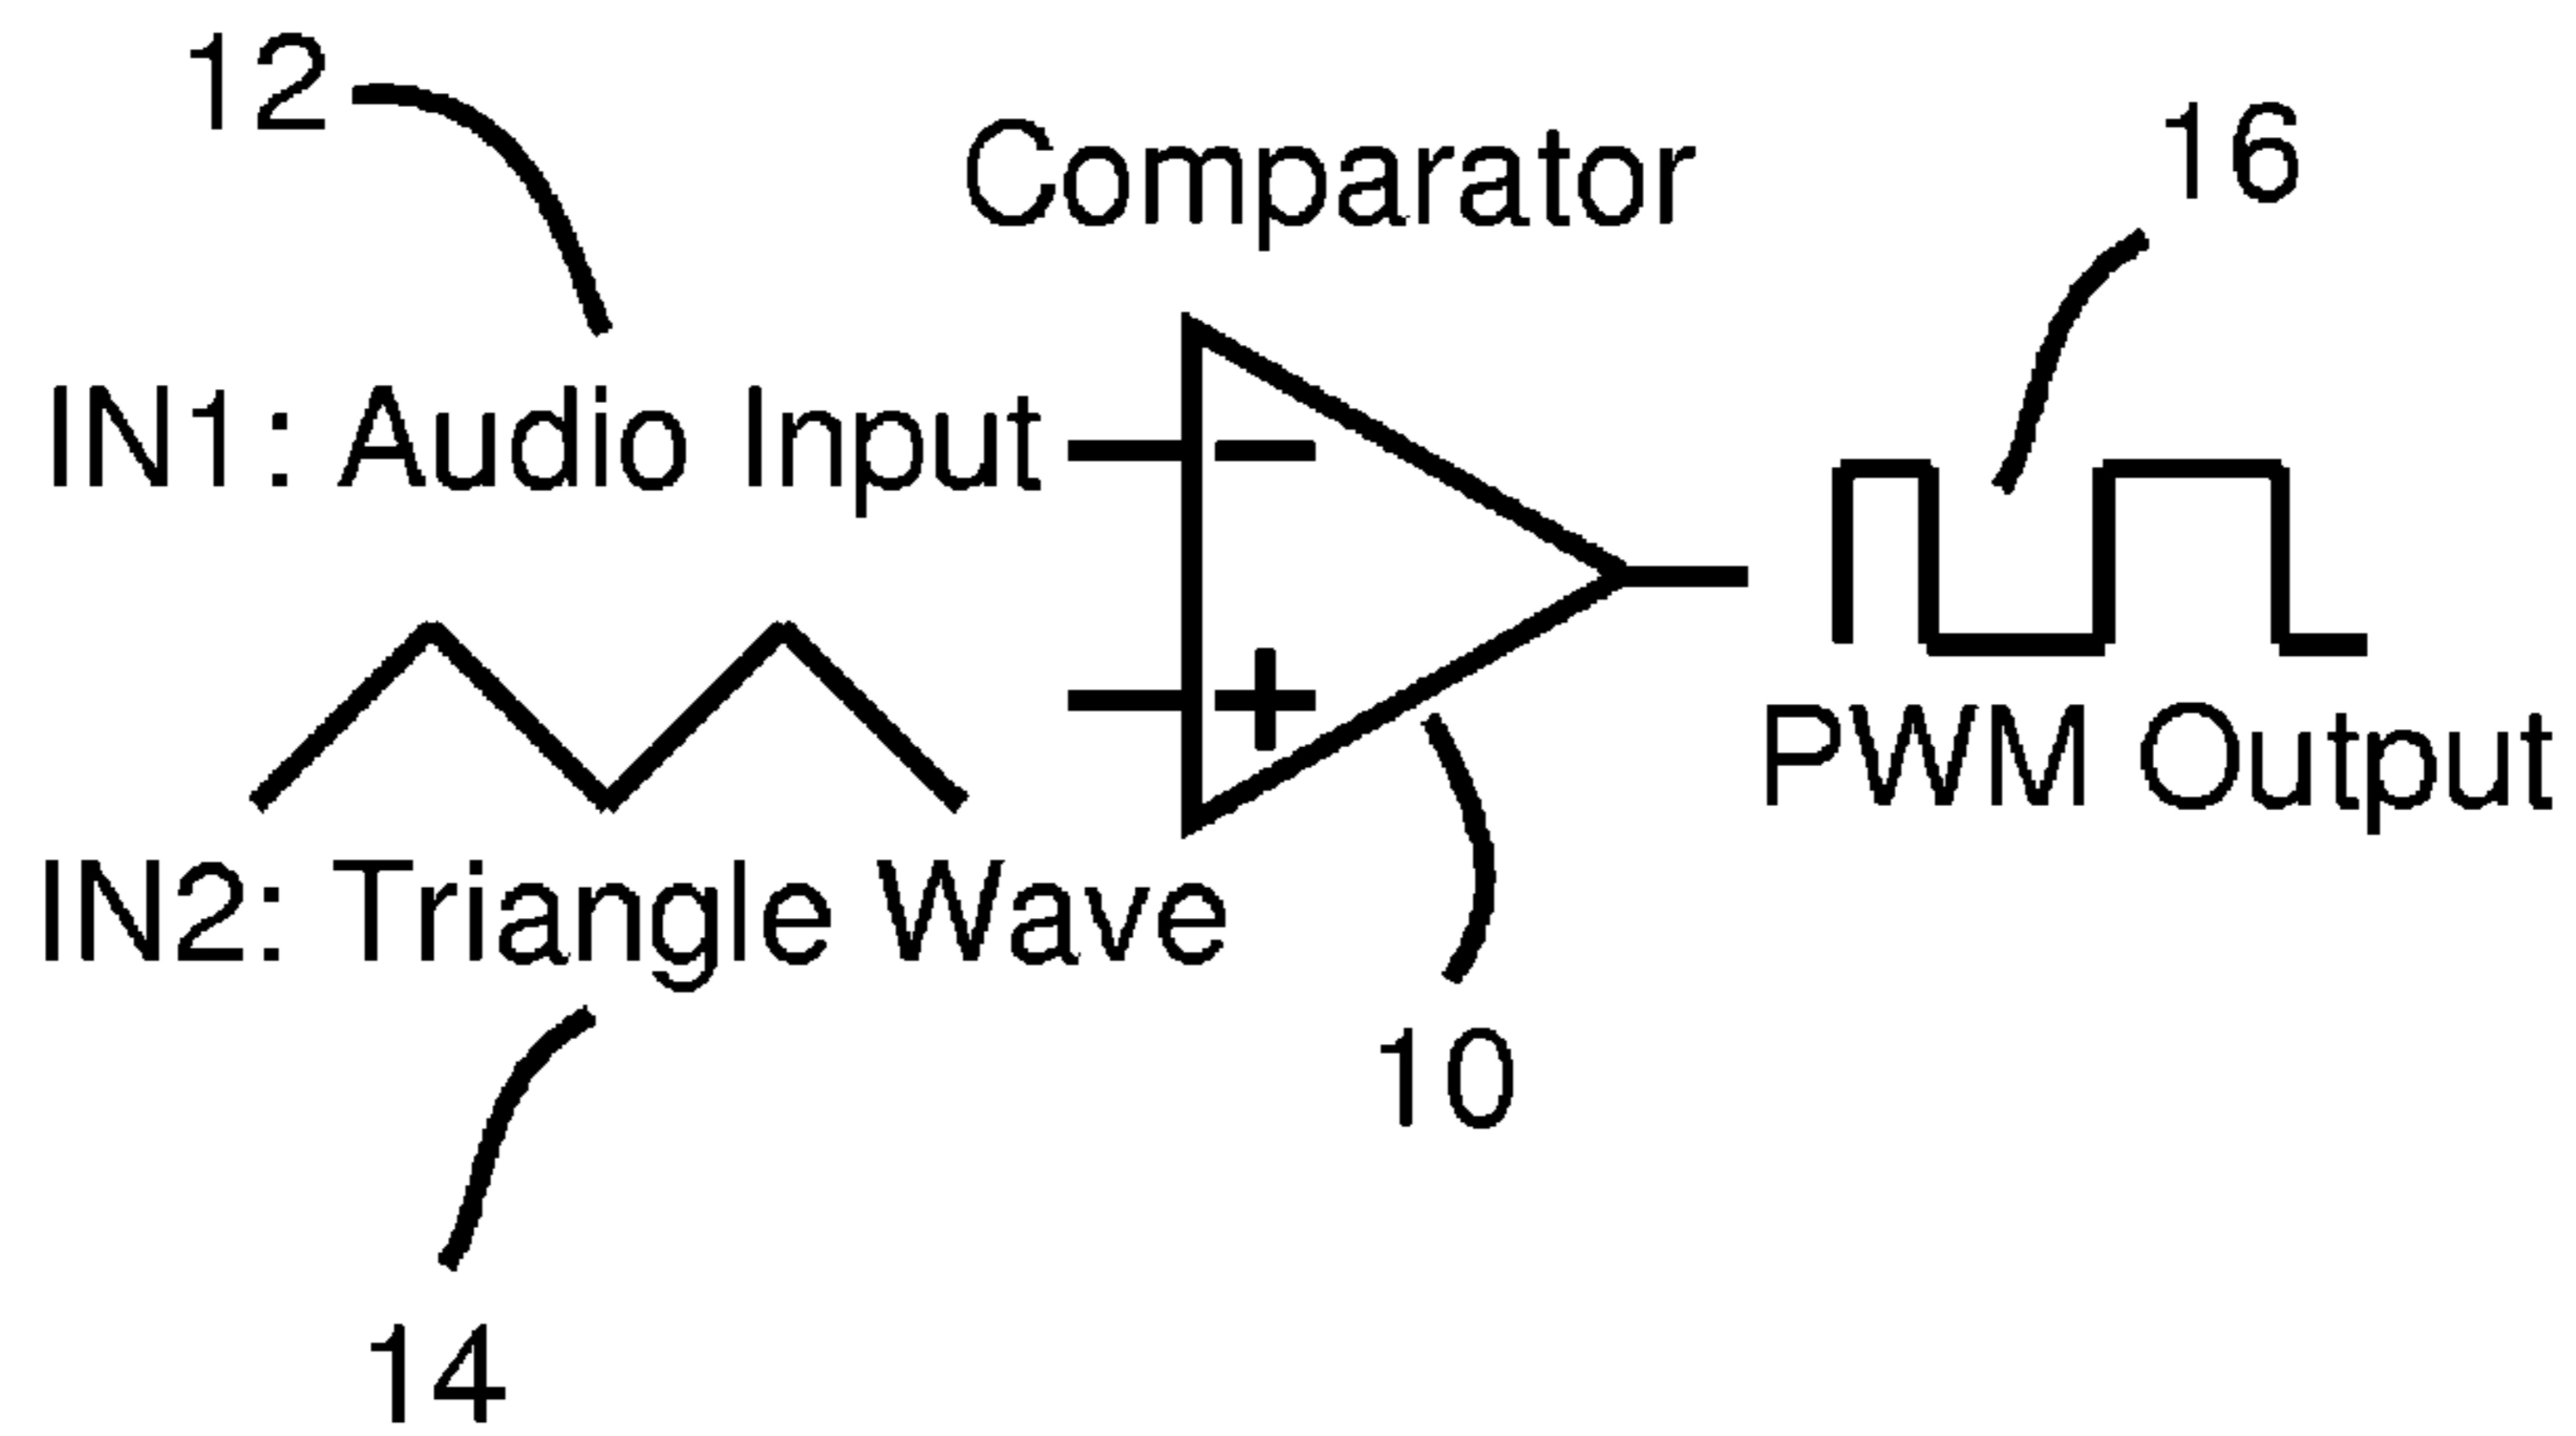 12
Comparator
16
IN1: Audio Input
−
+
PWM Output
IN2: Triangle Wave
10
14